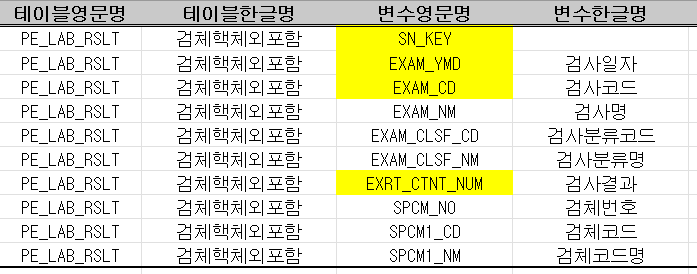 테이블영문명 테이블한글명 변수영문명 변수한글명
PE_LAB_RSLT 검체핵체외포함 SN_KEY
PE_LAB_RSLT 검체핵체외포함 EXAM_YMD 검사일자
PE_LAB_RSLT 검체핵체외포함 EXAM_CD 검사코드
PE_LAB_RSLT 검체핵체외포함 EXAM_NM 검사명
PE_LAB_RSLT 검체핵체외포함 EXAM_CLSF_CD 검사분류코드
PE_LAB_RSLT 검체핵체외포함 EXAM_CLSF_NM 검사분류명
PE_LAB_RSLT 검체핵체외포함 EXRT_CTNT_NUM 검사결과
PE_LAB_RSLT 검체핵체외포함 SPCM_NO 검체번호
PE_LAB_RSLT 검체핵체외포함 SPCM1_CD 검체코드
PE_LAB_RSLT 검체핵체외포함 SPCM1_NM 검체코드명